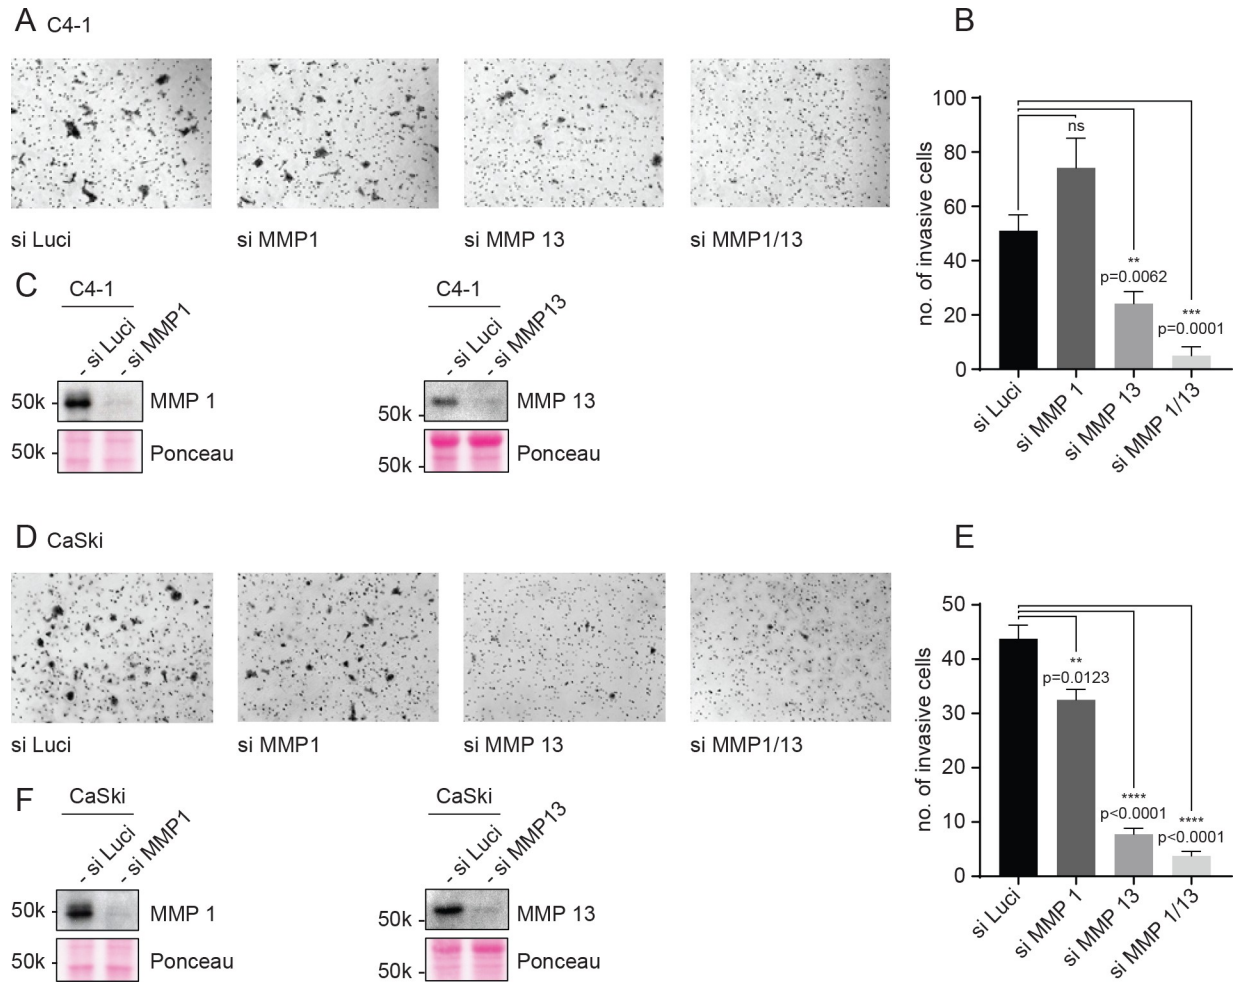 A C4-1
si Luci
si MMP1
si MMP 13
si MMP1/13
B
no. of invasive cells
100
80
60
40
20
0
ns
**
p=0.0062
***
p=0.0001
si Luci
si MMP 1
si MMP 13
si MMP 1/13
C
C4-1
- si Luci
- si MMP1
50k
MMP 1
50k
Ponceau
C4-1
- si Luci
- si MMP13
50k
MMP 13
50k
Ponceau
D CaSki
si Luci
si MMP1
si MMP 13
si MMP1/13
E
no. of invasive cells
50
40
30
20
10
0
**
p=0.0123
****
p<0.0001
****
p<0.0001
si Luci
si MMP 1
si MMP 13
si MMP 1/13
F
CaSki
- si Luci
- si MMP1
50k
MMP 1
50k
Ponceau
CaSki
- si Luci
- si MMP13
50k
MMP 13
50k
Ponceau